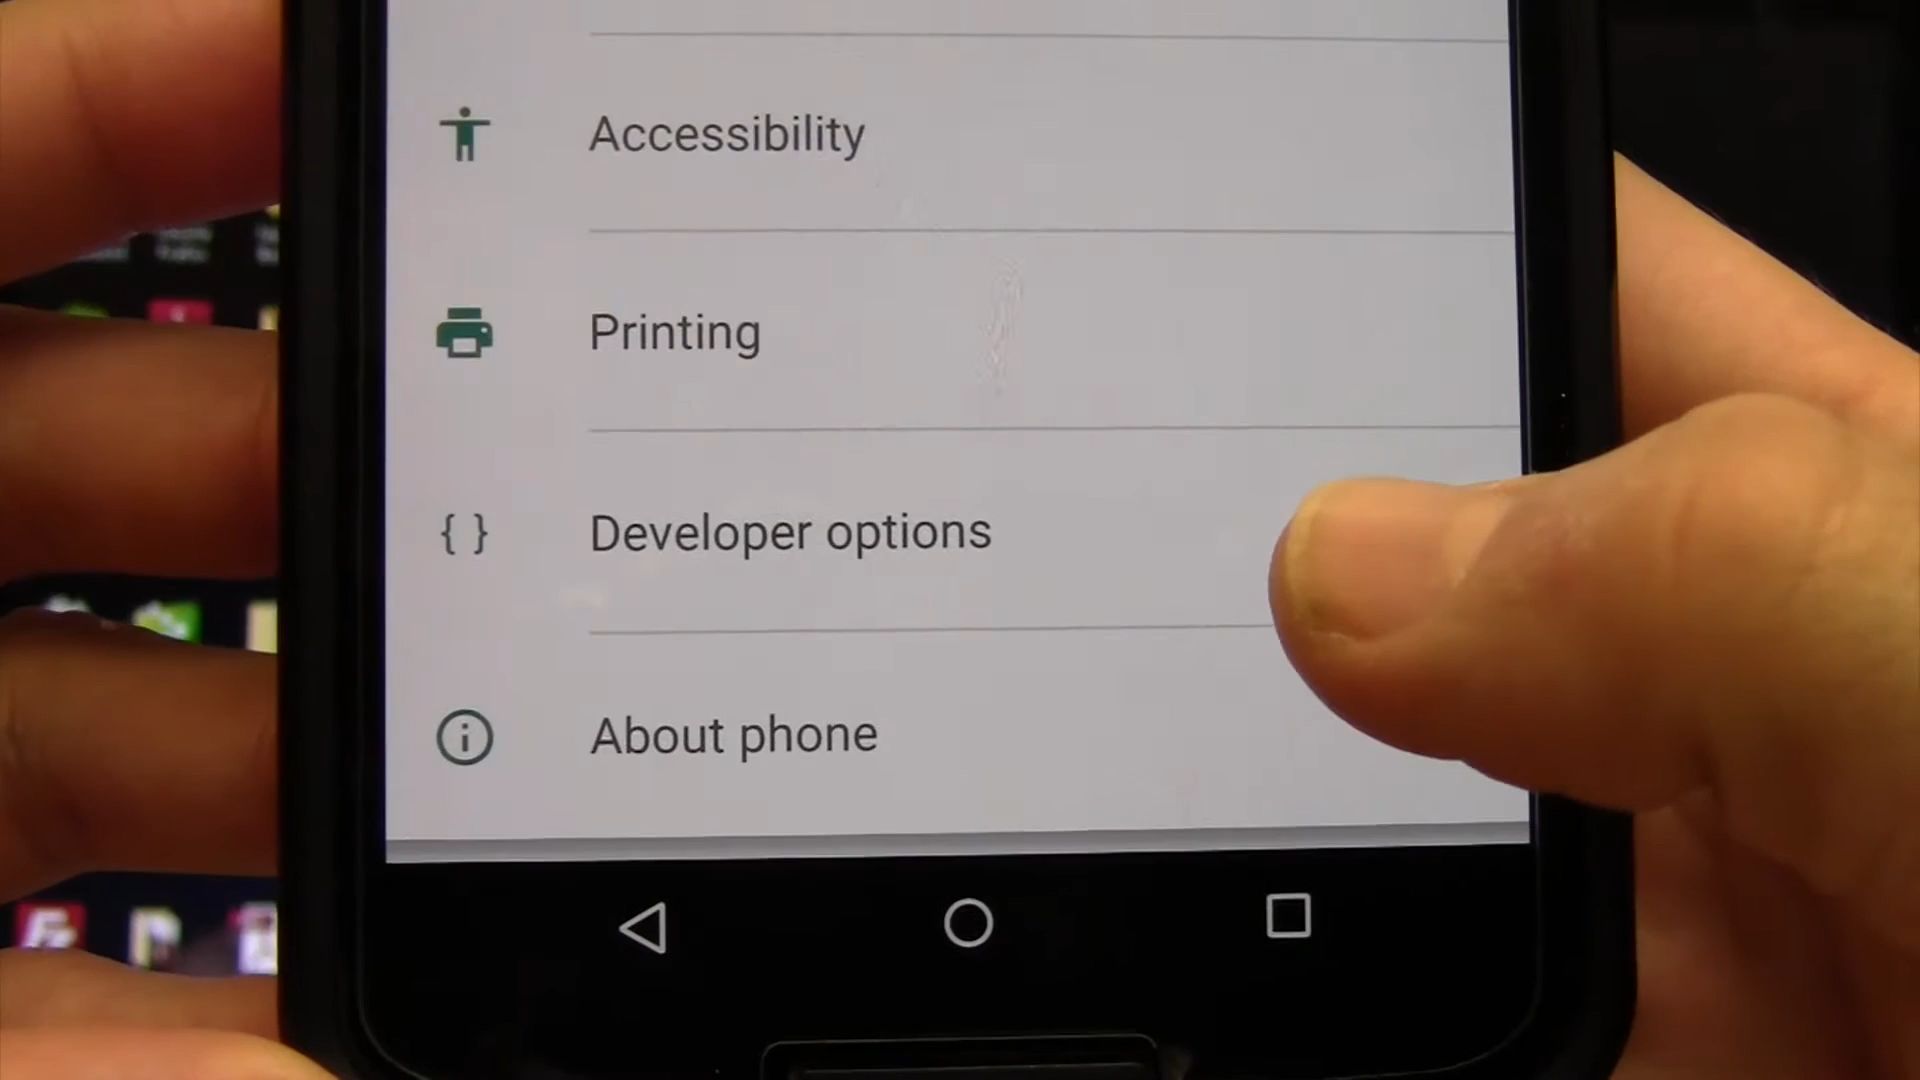 Accessibility
Printing
{ } Developer options
About phone